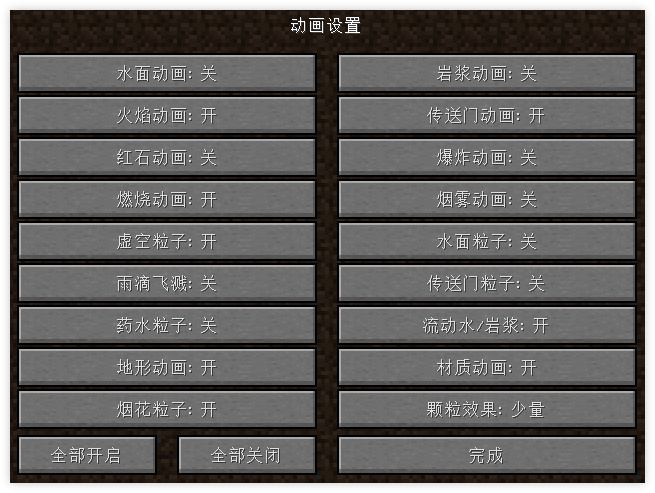 动画设置
水面动画: 关 岩浆动画: 关
火焰动画: 开 传送门动画: 开
红石动画: 关 爆炸动画: 关
燃烧动画: 开 烟雾动画: 关
虚空粒子: 开 水面粒子: 关
雨滴飞溅: 关 传送门粒子: 关
药水粒子: 关 流动水/岩浆: 开
地形动画: 开 材质动画: 开
烟花粒子: 开 颗粒效果: 少量
全部开启 全部关闭 完成